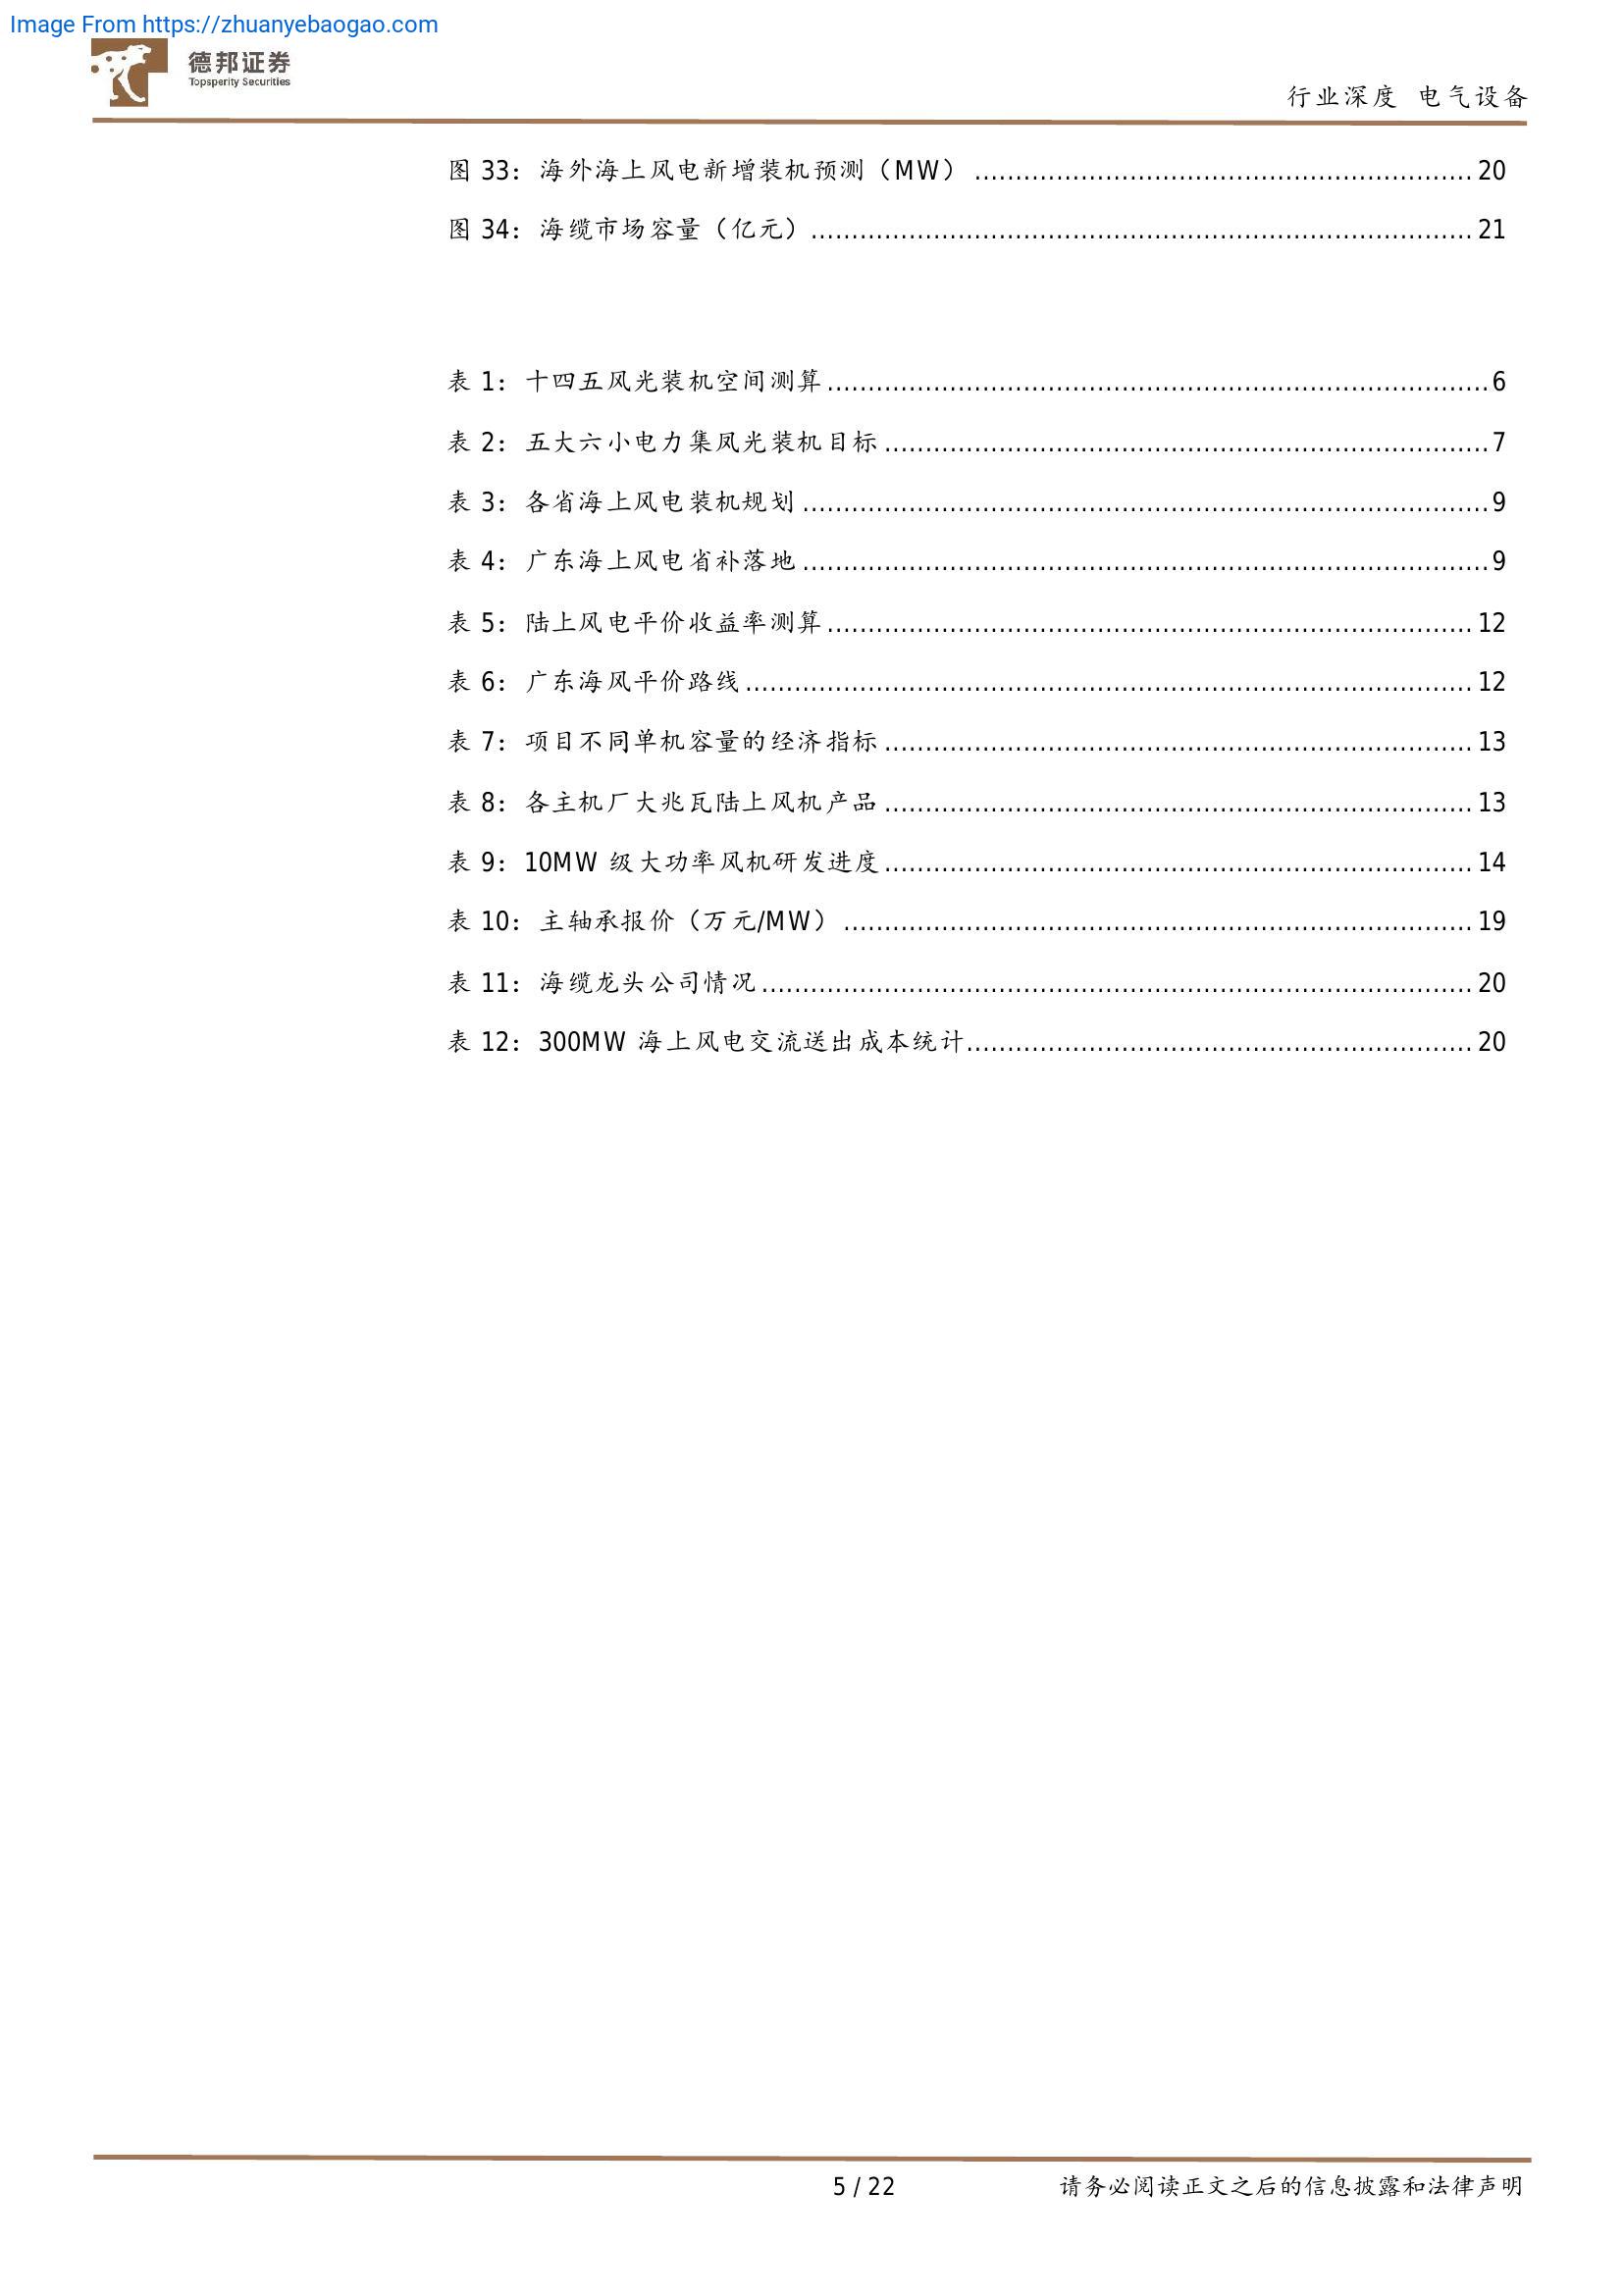 Image From https://zhuanyebaogao.com
德邦证券
Topsperity Securities
行业深度 电气设备
图 33：海外海上风电新增装机预测（MW） ............................................................ 20
图 34：海缆市场容量（亿元）................................................................................ 21
表 1：十四五风光装机空间测算................................................................................ 6
表 2：五大六小电力集凤光装机目标......................................................................... 7
表 3：各省海上风电装机规划................................................................................... 9
表 4：广东海上风电省补落地................................................................................... 9
表 5：陆上风电平价收益率测算.............................................................................. 12
表 6：广东海风平价路线........................................................................................ 12
表 7：项目不同单机容量的经济指标....................................................................... 13
表 8：各主机厂大兆瓦陆上风机产品....................................................................... 13
表 9：10MW 级大功率风机研发进度....................................................................... 14
表 10：主轴承报价（万元/MW）............................................................................ 19
表 11：海缆龙头公司情况...................................................................................... 20
表 12：300MW 海上风电交流送出成本统计............................................................. 20
5 / 22 请务必阅读正文之后的信息披露和法律声明